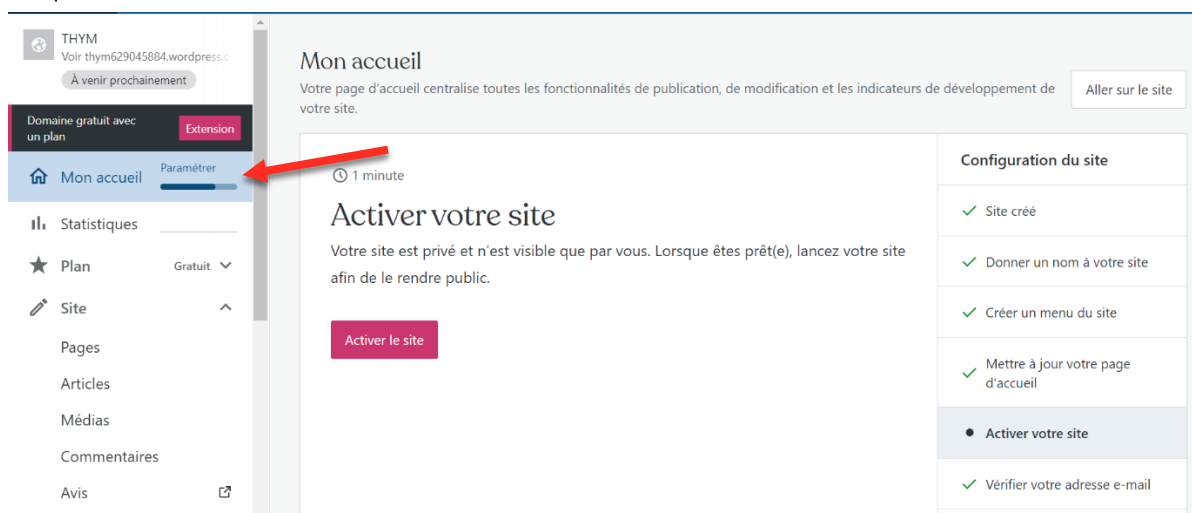 THYM
Voir thym629045884.wordpress.c
À venir prochainement
Domaine gratuit avec
un plan
Extension
Mon accueil
Paramétrer
Statistiques
Plan
Gratuit
Site
Pages
Articles
Médias
Commentaires
Avis
Mon accueil
Votre page d'accueil centralise toutes les fonctionnalités de publication, de modification et les indicateurs de développement de
votre site.
Aller sur le site
1 minute
Activer votre site
Votre site est privé et n'est visible que par vous. Lorsque êtes prêt(e), lancez votre site
afin de le rendre public.
Activer le site
Configuration du site
Site créé
Donner un nom à votre site
Créer un menu du site
Mettre à jour votre page
d'accueil
Activer votre site
Vérifier votre adresse e-mail